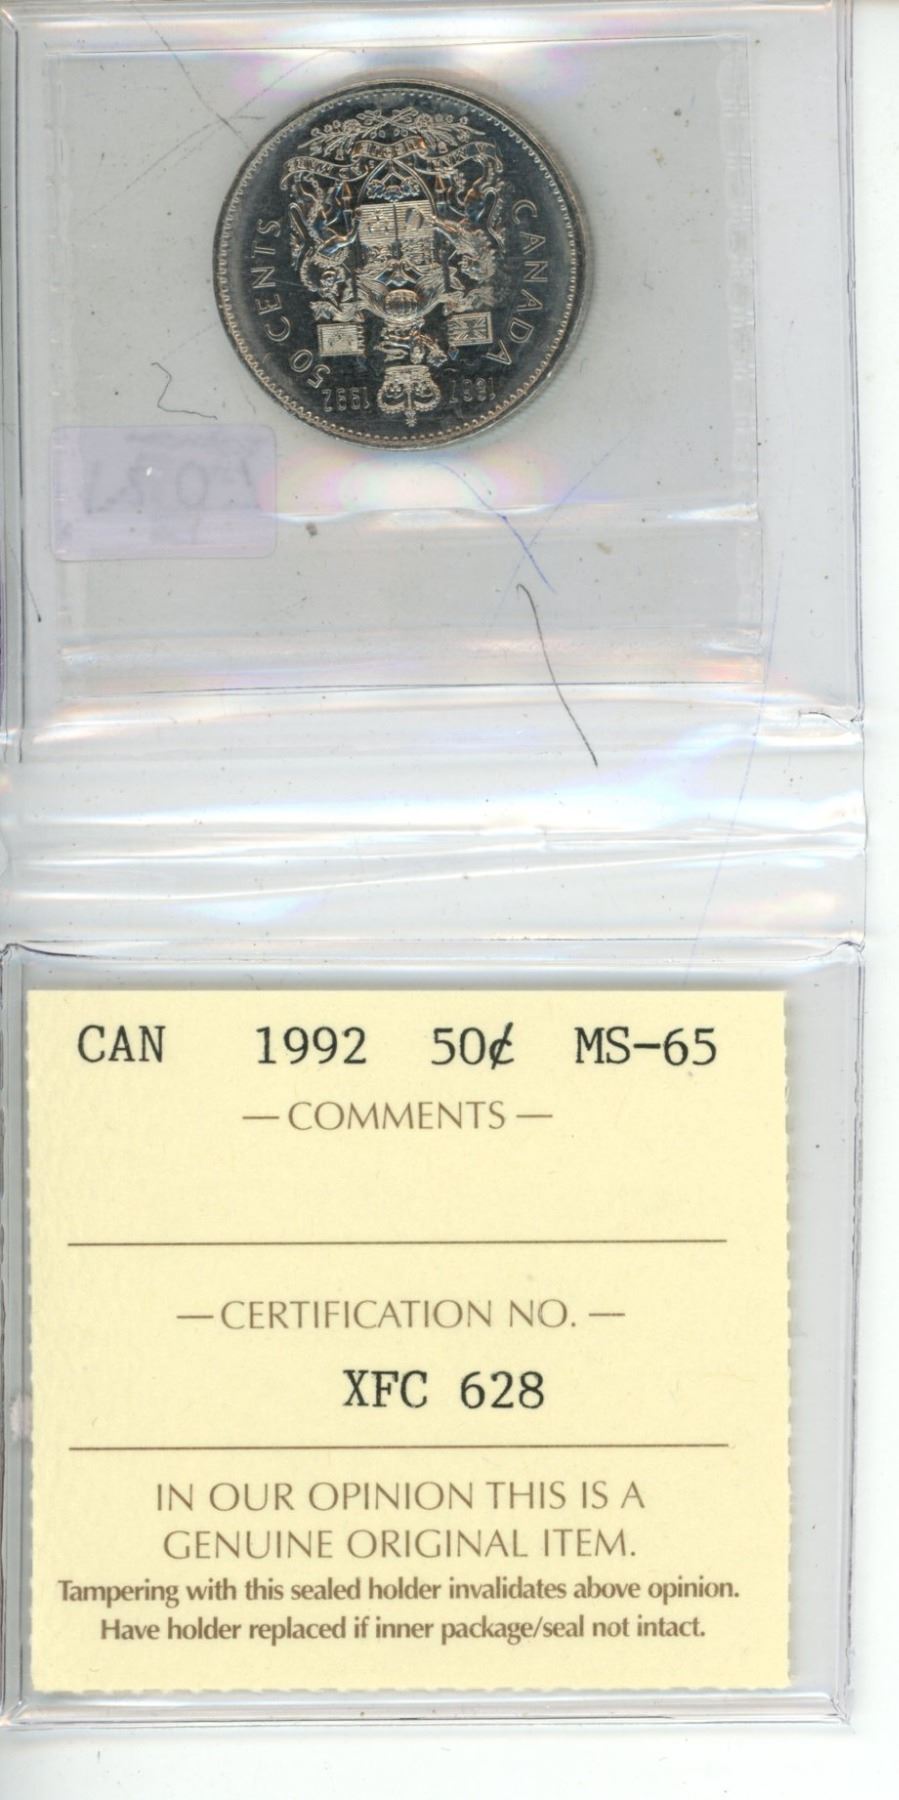 50 CENTS
CANADA
1867 1992
CAN 1992 50¢ MS-65
— COMMENTS —
— CERTIFICATION NO. —
XFC 628
IN OUR OPINION THIS IS A
GENUINE ORIGINAL ITEM.
Tampering with this sealed holder invalidates above opinion.
Have holder replaced if inner package/seal not intact.